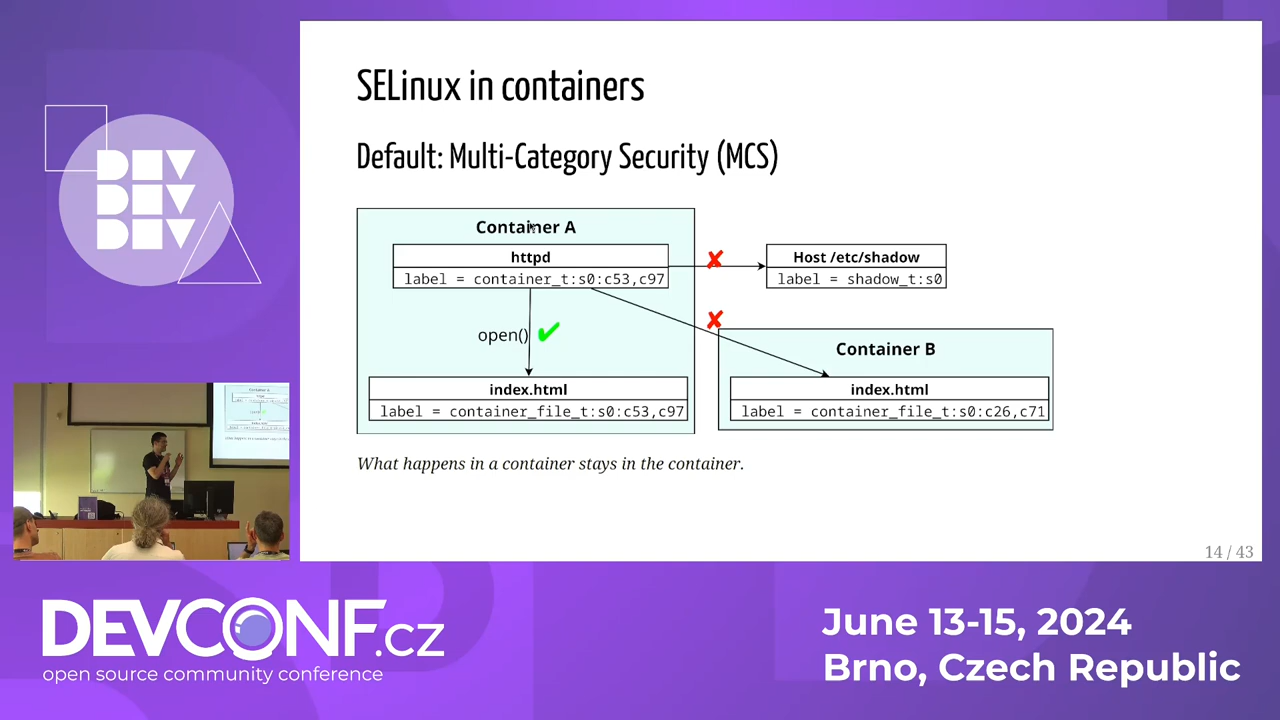 SELinux in containers
Default: Multi-Category Security (MCS)
Container A
httpd
label = container_t:s0:c53,c97
Host /etc/shadow
label = shadow_t:s0
open()
Container B
index.html
label = container_file_t:s0:c53,c97
index.html
label = container_file_t:s0:c26,c71
What happens in a container stays in the container.
14 / 43
DEV
DEV
DEV
DEVCONF.cz
open source community conference
June 13-15, 2024
Brno, Czech Republic